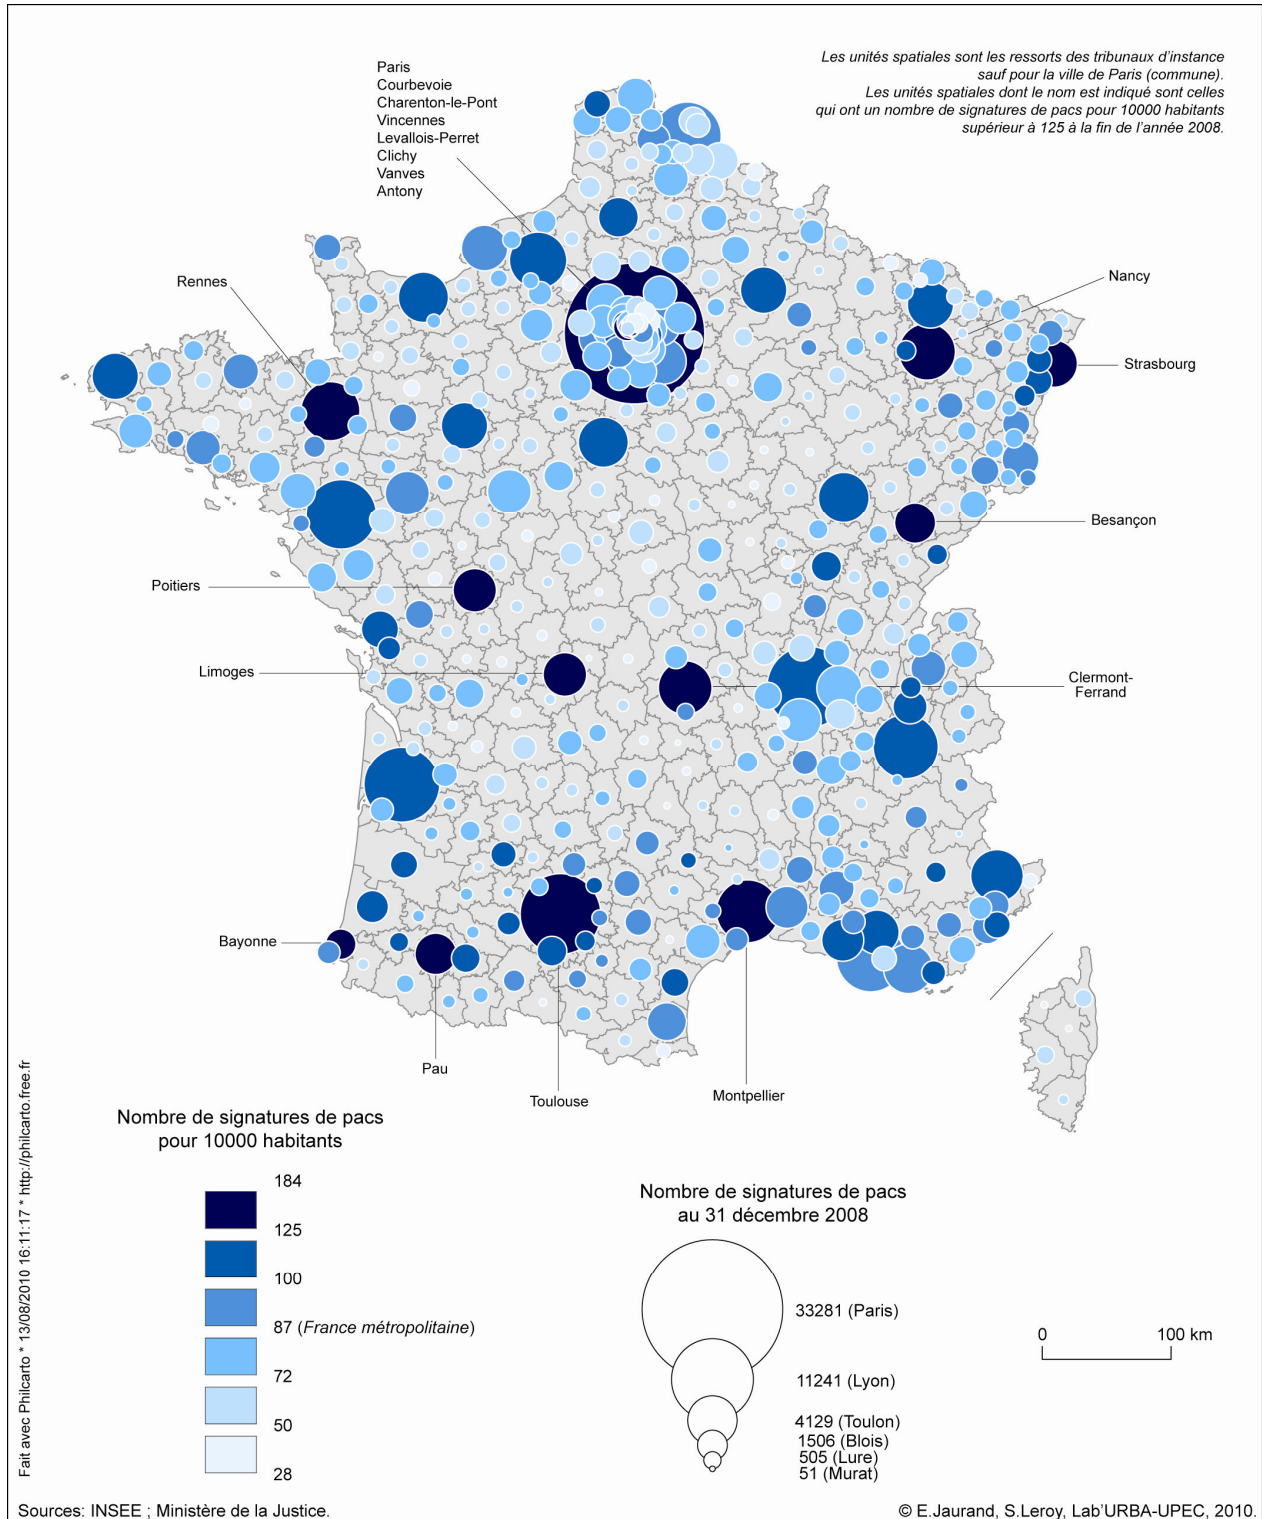 Les unités spatiales sont les ressorts des tribunaux d'instance
sauf pour la ville de Paris (commune).
Les unités spatiales dont le nom est indiqué sont celles
qui ont un nombre de signatures de pacs pour 10000 habitants
supérieur à 125 à la fin de l'année 2008.
Paris
Courbevoie
Charenton-le-Pont
Vincennes
Levallois-Perret
Clichy
Vanves
Antony
Rennes
Nancy
Strasbourg
Besançon
Poitiers
Limoges
Clermont-
Ferrand
Bayonne
Pau
Toulouse
Montpellier
Nombre de signatures de pacs
pour 10000 habitants
184
125
100
87 (France métropolitaine)
72
50
28
Nombre de signatures de pacs
au 31 décembre 2008
33281 (Paris)
11241 (Lyon)
4129 (Toulon)
1506 (Blois)
505 (Lure)
51 (Murat)
0 100 km
Fait avec Philcarto * 13/08/2010 16:11:17 * http://philcarto.free.fr
Sources: INSEE ; Ministère de la Justice.
© E.Jaurand, S.Leroy, Lab'URBA-UPEC, 2010.